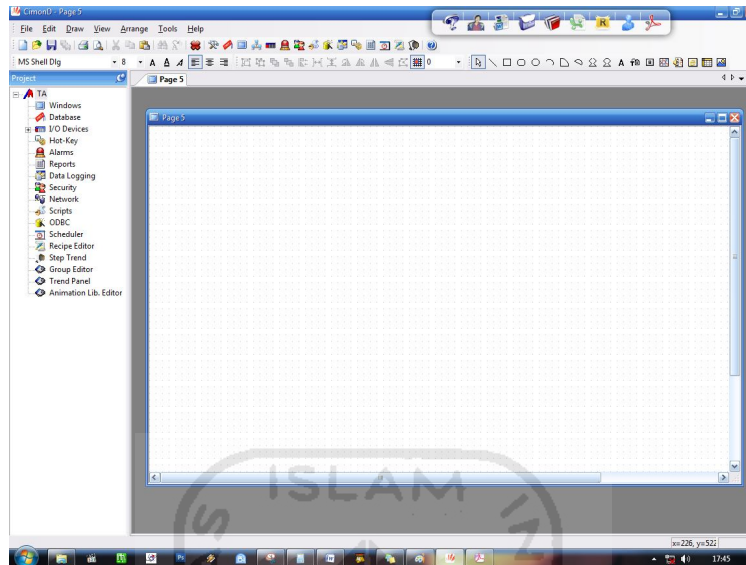 CimonD - Page 5
File Edit Draw View Arrange Tools Help
MS Shell Dlg 8 A A A 0
Project Page 5
TA
Windows
Database
I/O Devices
Hot-Key
Alarms
Reports
Data Logging
Security
Network
Scripts
ODBC
Scheduler
Recipe Editor
Step Trend
Group Editor
Trend Panel
Animation Lib. Editor
Page 5
ISLAM
x=226, y=522
17:45